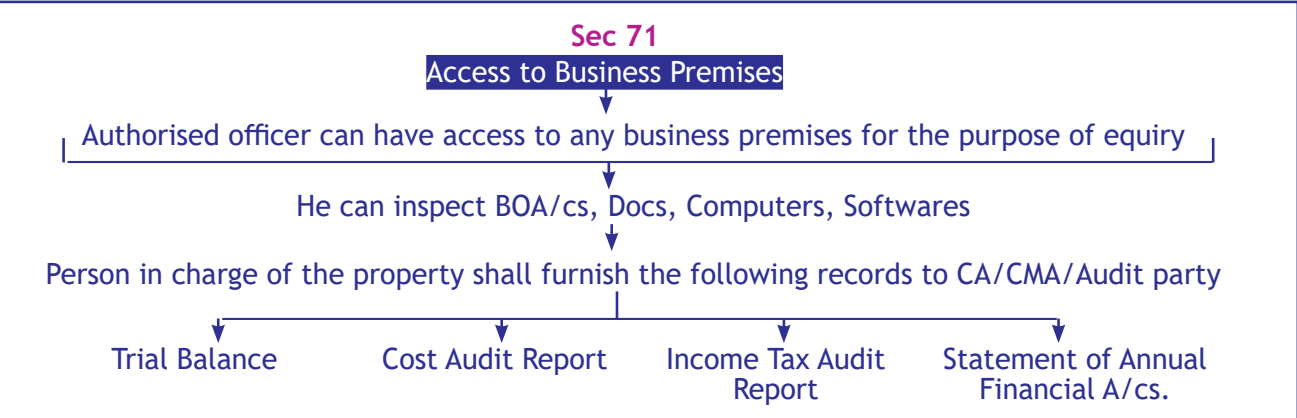 Sec 71
Access to Business Premises
Authorised officer can have access to any business premises for the purpose of equiry
He can inspect BOA/cs, Docs, Computers, Softwares
Person in charge of the property shall furnish the following records to CA/CMA/Audit party
Trial Balance
Cost Audit Report
Income Tax Audit
Report
Statement of Annual
Financial A/cs.